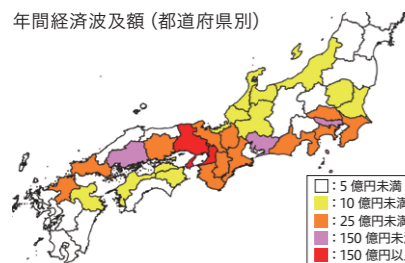 年間経済波及額（都道府県別）
：5 億円未満
：10 億円未満
：25 億円未満
：150 億円未
：150 億円以